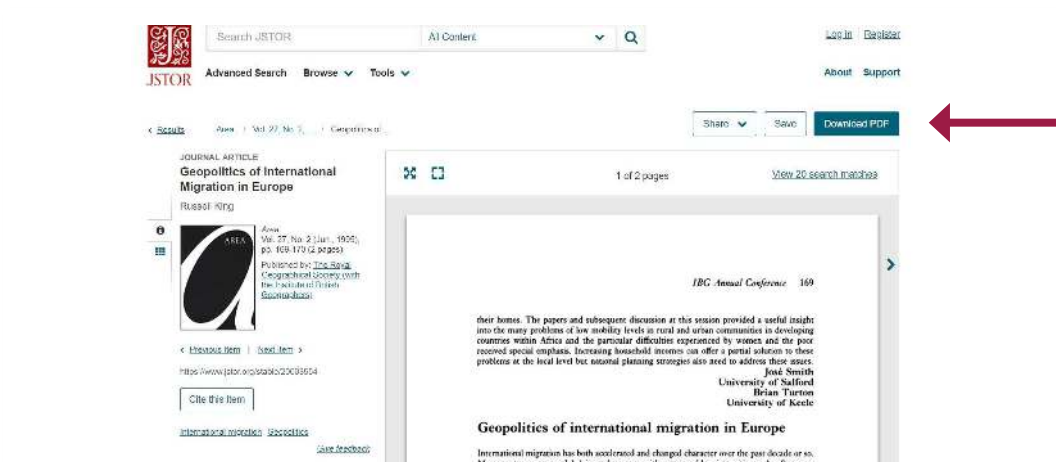 Search JSTOR
All Content
Log in Register
JSTOR
Advanced Search Browse Tools
About Support
Results
Area Vol. 27, No. 2, Geopolitics of
Share Save Download PDF
JOURNAL ARTICLE
Geopolitics of International
Migration in Europe
Russell King
AREA
Area
Vol. 27, No. 2 (Jun., 1995),
pp. 169-170 (2 pages)
Published by: The Royal
Geographical Society (with
the Institute of British
Geographers)
Previous Item | Next Item
https://www.jstor.org/stable/
Cite this Item
International migration Geopolitics
Give feedback
1 of 2 pages
View 20 search matches
IBG Annual Conference 169
their homes. The papers and subsequent discussion at this session provided a useful insight
into the many problems of low mobility levels in rural and urban communities in developing
countries within Africa and the particular difficulties experienced by women and the poor
received special emphasis. Increasing household incomes can offer a partial solution to these
problems at the local level but national planning strategies also need to address these issues.
José Smith
University of Salford
Brian Turton
University of Keele
Geopolitics of international migration in Europe
International migration has both accelerated and changed character over the past decade or so.